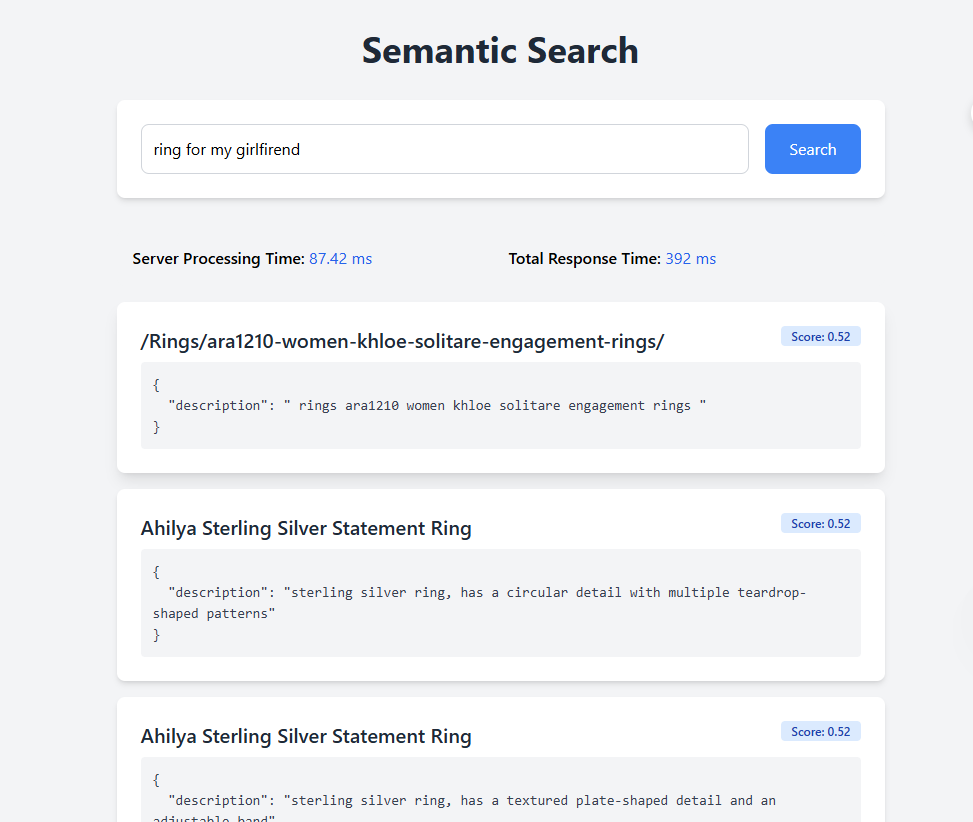 Semantic Search
ring for my girlfirend
Search
Server Processing Time: 87.42 ms
Total Response Time: 392 ms
/Rings/ara1210-women-khloe-solitare-engagement-rings/
Score: 0.52
{
"description": " rings ara1210 women khloe solitare engagement rings "
}
Ahilya Sterling Silver Statement Ring
Score: 0.52
{
"description": "sterling silver ring, has a circular detail with multiple teardrop-
shaped patterns"
}
Ahilya Sterling Silver Statement Ring
Score: 0.52
{
"description": "sterling silver ring, has a textured plate-shaped detail and an
adjustable band"